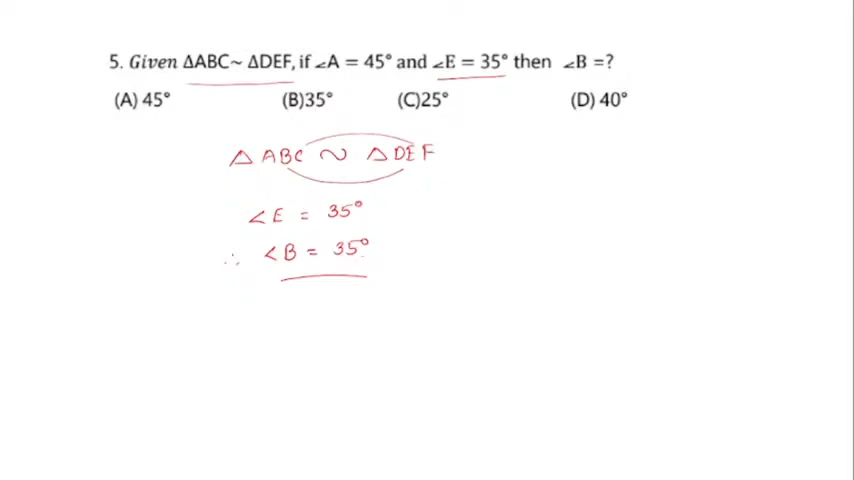 5. Given ΔABC~ ΔDEF, if ∠A = 45° and ∠E = 35° then ∠B =?
(A) 45° (B)35° (C)25° (D) 40°
Δ ABC ~ Δ DEF
∠E = 35°
∴ ∠B = 35°